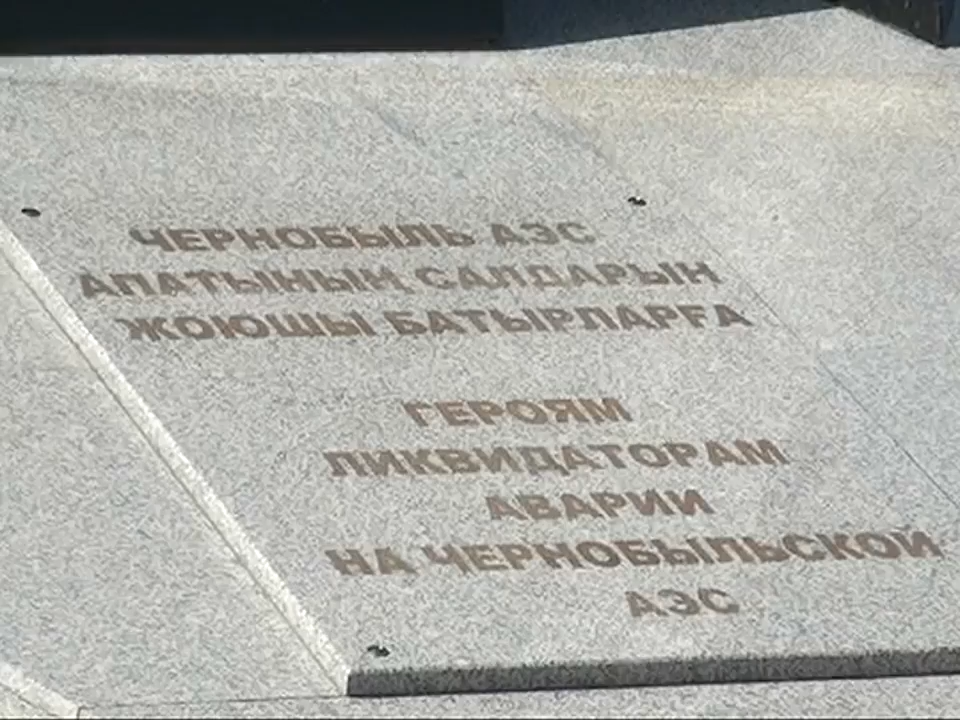 ЧЕРНОБЫЛЬ АЭС
АПАТЫНЫҢ САЛДАРЫН
ЖОЮШЫ БАТЫРЛАРҒА
ГЕРОЯМ
ЛИКВИДАТОРАМ
АВАРИИ
НА ЧЕРНОБЫЛЬСКОЙ
АЭС